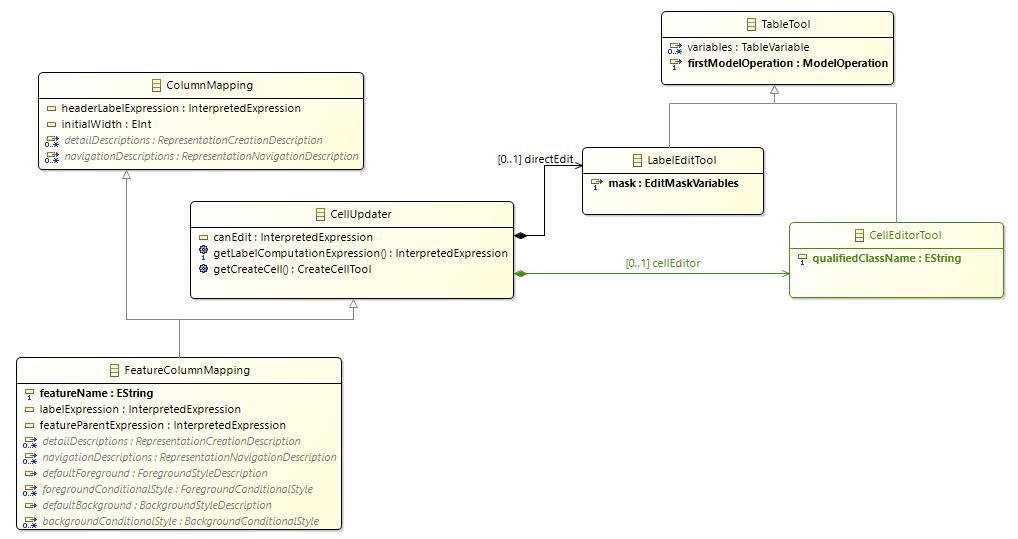 TableTool
0..*
variables : TableVariable
1
firstModelOperation : ModelOperation
ColumnMapping
headerLabelExpression : InterpretedExpression
initialWidth : EInt
0..*
detailDescriptions : RepresentationCreationDescription
0..*
navigationDescriptions : RepresentationNavigationDescription
[0..1] directEdit
LabelEditTool
1
mask : EditMaskVariables
CellUpdater
canEdit : InterpretedExpression
1
getLabelComputationExpression() : InterpretedExpression
getCreateCell() : CreateCellTool
[0..1] cellEditor
CellEditorTool
1
qualifiedClassName : EString
FeatureColumnMapping
1
featureName : EString
labelExpression : InterpretedExpression
featureParentExpression : InterpretedExpression
0..*
detailDescriptions : RepresentationCreationDescription
0..*
navigationDescriptions : RepresentationNavigationDescription
defaultForeground : ForegroundStyleDescription
0..*
foregroundConditionalStyle : ForegroundConditionalStyle
defaultBackground : BackgroundStyleDescription
0..*
backgroundConditionalStyle : BackgroundConditionalStyle